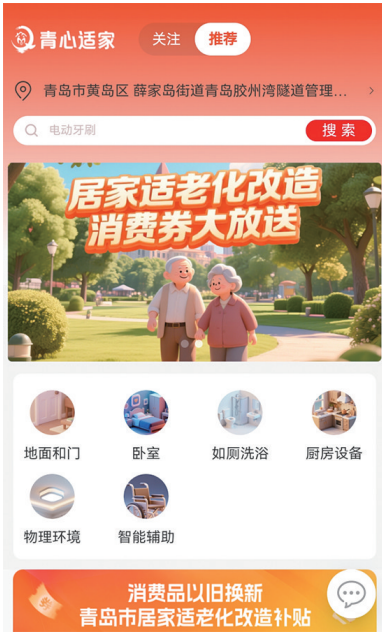 青心适家
关注 推荐
青岛市黄岛区 薛家岛街道青岛胶州湾隧道管理...
电动牙刷 搜索
居家适老化改造
消费券大放送
地面和门 卧室 如厕洗浴 厨房设备
物理环境 智能辅助
消费品以旧换新
青岛市居家适老化改造补贴